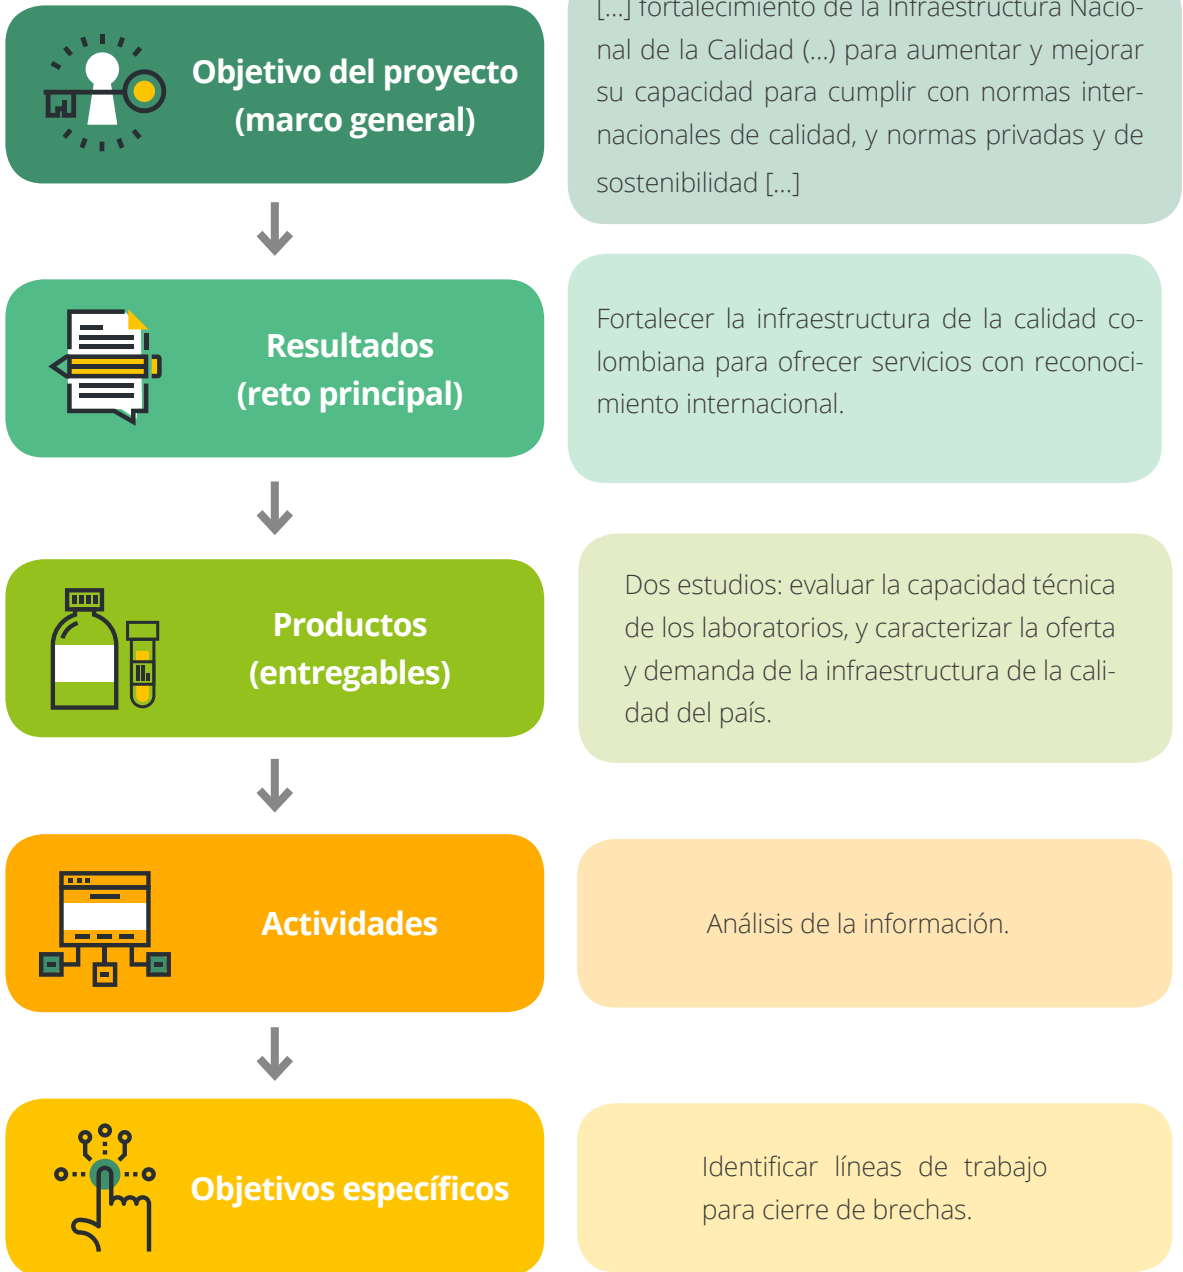 Objetivo del proyecto
(marco general)
[...] fortalecimiento de la Infraestructura Nacio-
nal de la Calidad (...) para aumentar y mejorar
su capacidad para cumplir con normas inter-
nacionales de calidad, y normas privadas y de
sostenibilidad [...]
Resultados
(reto principal)
Fortalecer la infraestructura de la calidad co-
lombiana para ofrecer servicios con reconoci-
miento internacional.
Productos
(entregables)
Dos estudios: evaluar la capacidad técnica
de los laboratorios, y caracterizar la oferta
y demanda de la infraestructura de la cali-
dad del país.
Actividades
Análisis de la información.
Objetivos específicos
Identificar líneas de trabajo
para cierre de brechas.